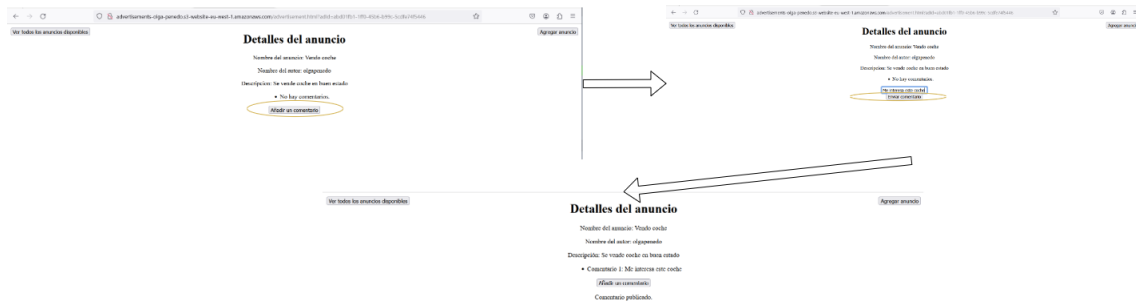 Ver todos los anuncios disponibles
Agregar anuncio
Detalles del anuncio
Nombre del anuncio: Vendo coche
Nombre del autor: olgapenedo
Descripción: Se vende coche en buen estado
No hay comentarios.
Añadir un comentario
Ver todos los anuncios disponibles
Agregar anuncio
Detalles del anuncio
Nombre del anuncio: Vendo coche
Nombre del autor: olgapenedo
Descripción: Se vende coche en buen estado
No hay comentarios.
Me interesa este coche
Enviar comentario
Ver todos los anuncios disponibles
Agregar anuncio
Detalles del anuncio
Nombre del anuncio: Vendo coche
Nombre del autor: olgapenedo
Descripción: Se vende coche en buen estado
Comentario 1: Me interesa este coche
Añadir un comentario
Comentario publicado.